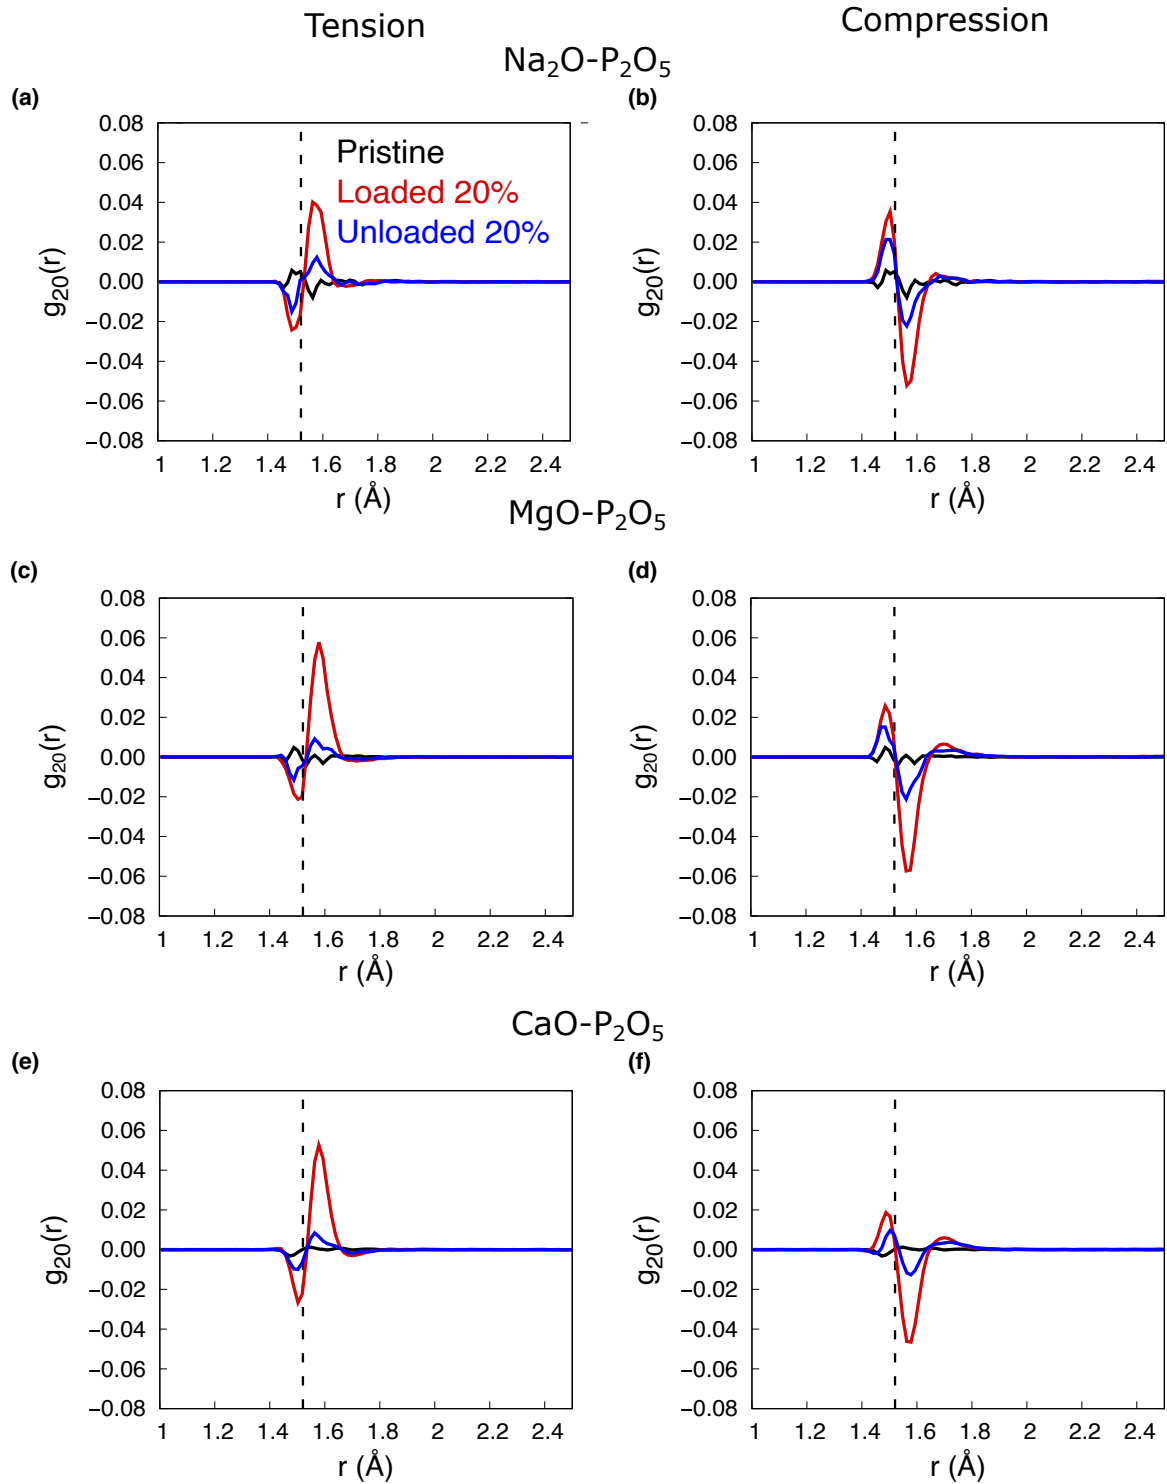 Tension
Compression
Na₂O-P₂O₅
(a)
0.08
0.06
0.04
0.02
0.00
−0.02
−0.04
−0.06
−0.08
g₂₀(r)
Pristine
Loaded 20%
Unloaded 20%
1 1.2 1.4 1.6 1.8 2 2.2 2.4
r (Å)
(b)
0.08
0.06
0.04
0.02
0.00
−0.02
−0.04
−0.06
−0.08
g₂₀(r)
1 1.2 1.4 1.6 1.8 2 2.2 2.4
r (Å)
MgO-P₂O₅
(c)
0.08
0.06
0.04
0.02
0.00
−0.02
−0.04
−0.06
−0.08
g₂₀(r)
1 1.2 1.4 1.6 1.8 2 2.2 2.4
r (Å)
(d)
0.08
0.06
0.04
0.02
0.00
−0.02
−0.04
−0.06
−0.08
g₂₀(r)
1 1.2 1.4 1.6 1.8 2 2.2 2.4
r (Å)
CaO-P₂O₅
(e)
0.08
0.06
0.04
0.02
0.00
−0.02
−0.04
−0.06
−0.08
g₂₀(r)
1 1.2 1.4 1.6 1.8 2 2.2 2.4
r (Å)
(f)
0.08
0.06
0.04
0.02
0.00
−0.02
−0.04
−0.06
−0.08
g₂₀(r)
1 1.2 1.4 1.6 1.8 2 2.2 2.4
r (Å)